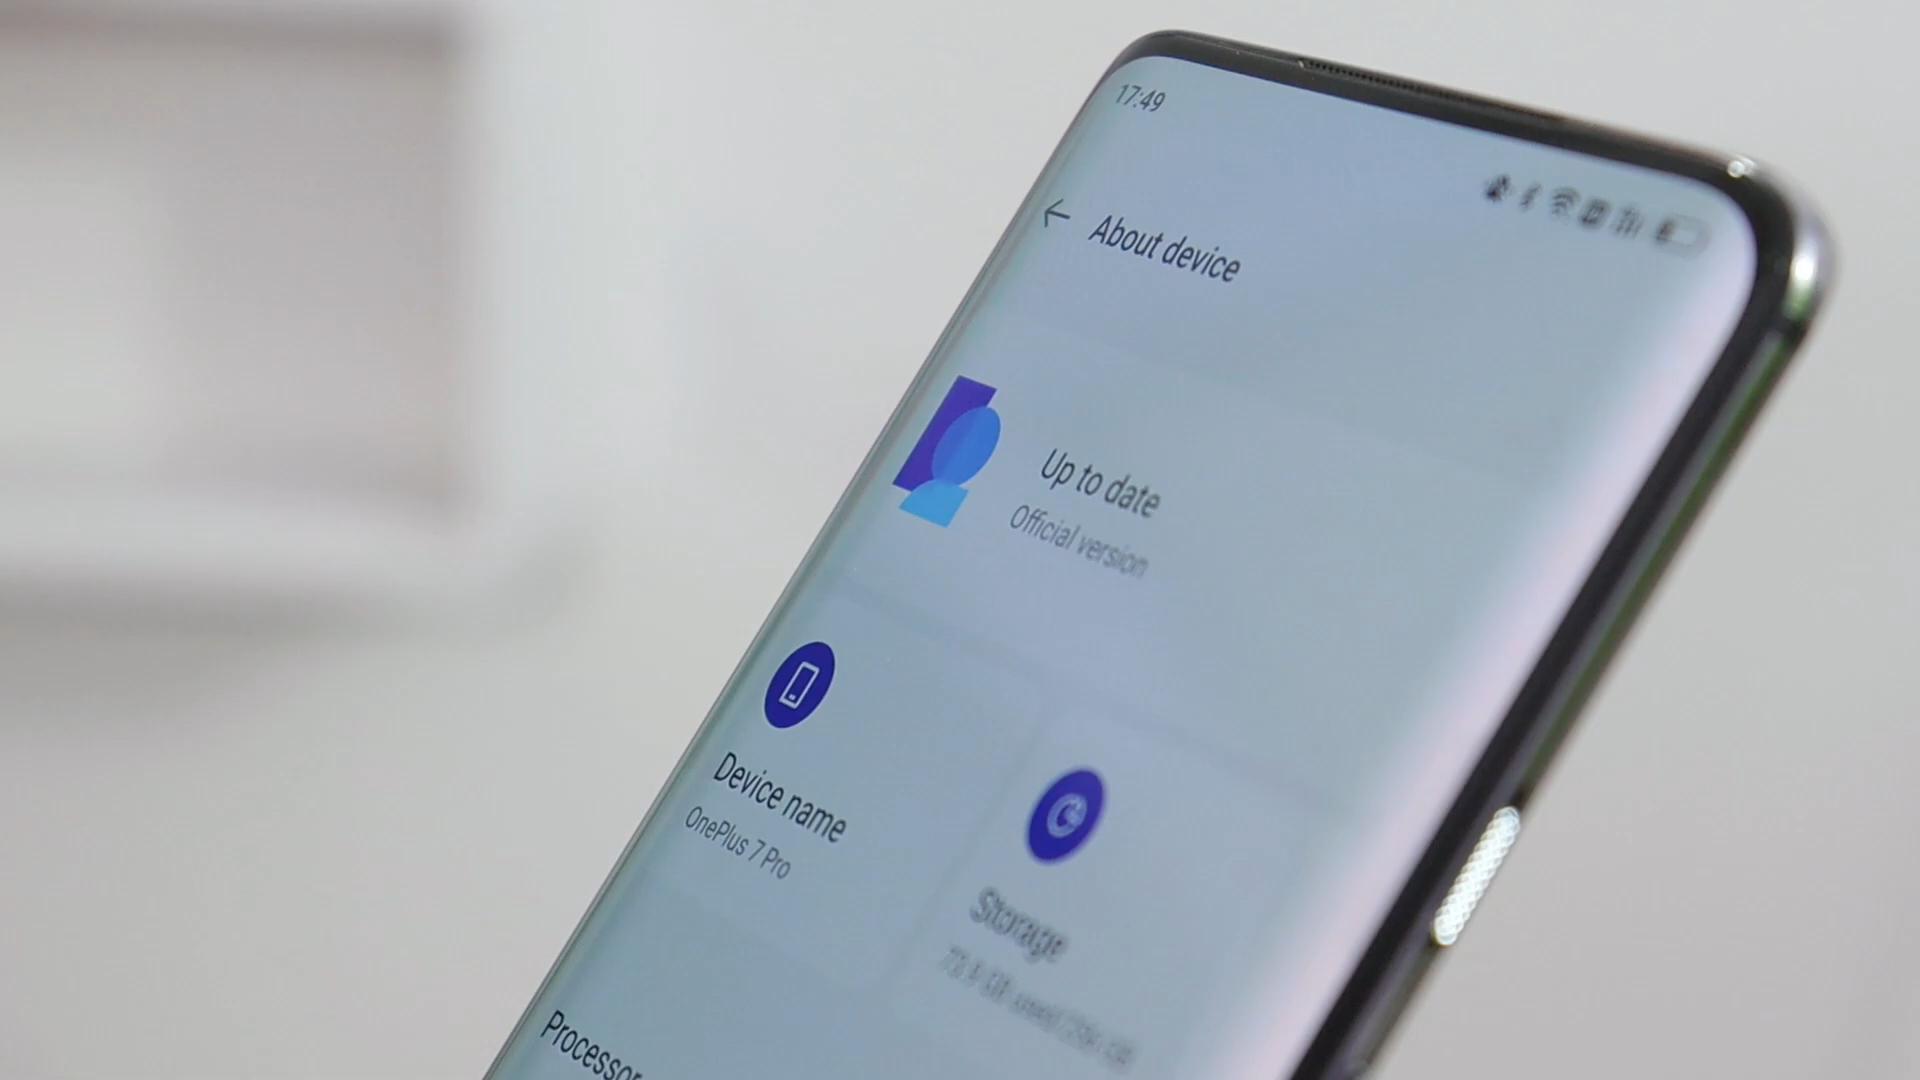 17:49
About device
Up to date
Official version
Device name
OnePlus 7 Pro
Storage
Processor